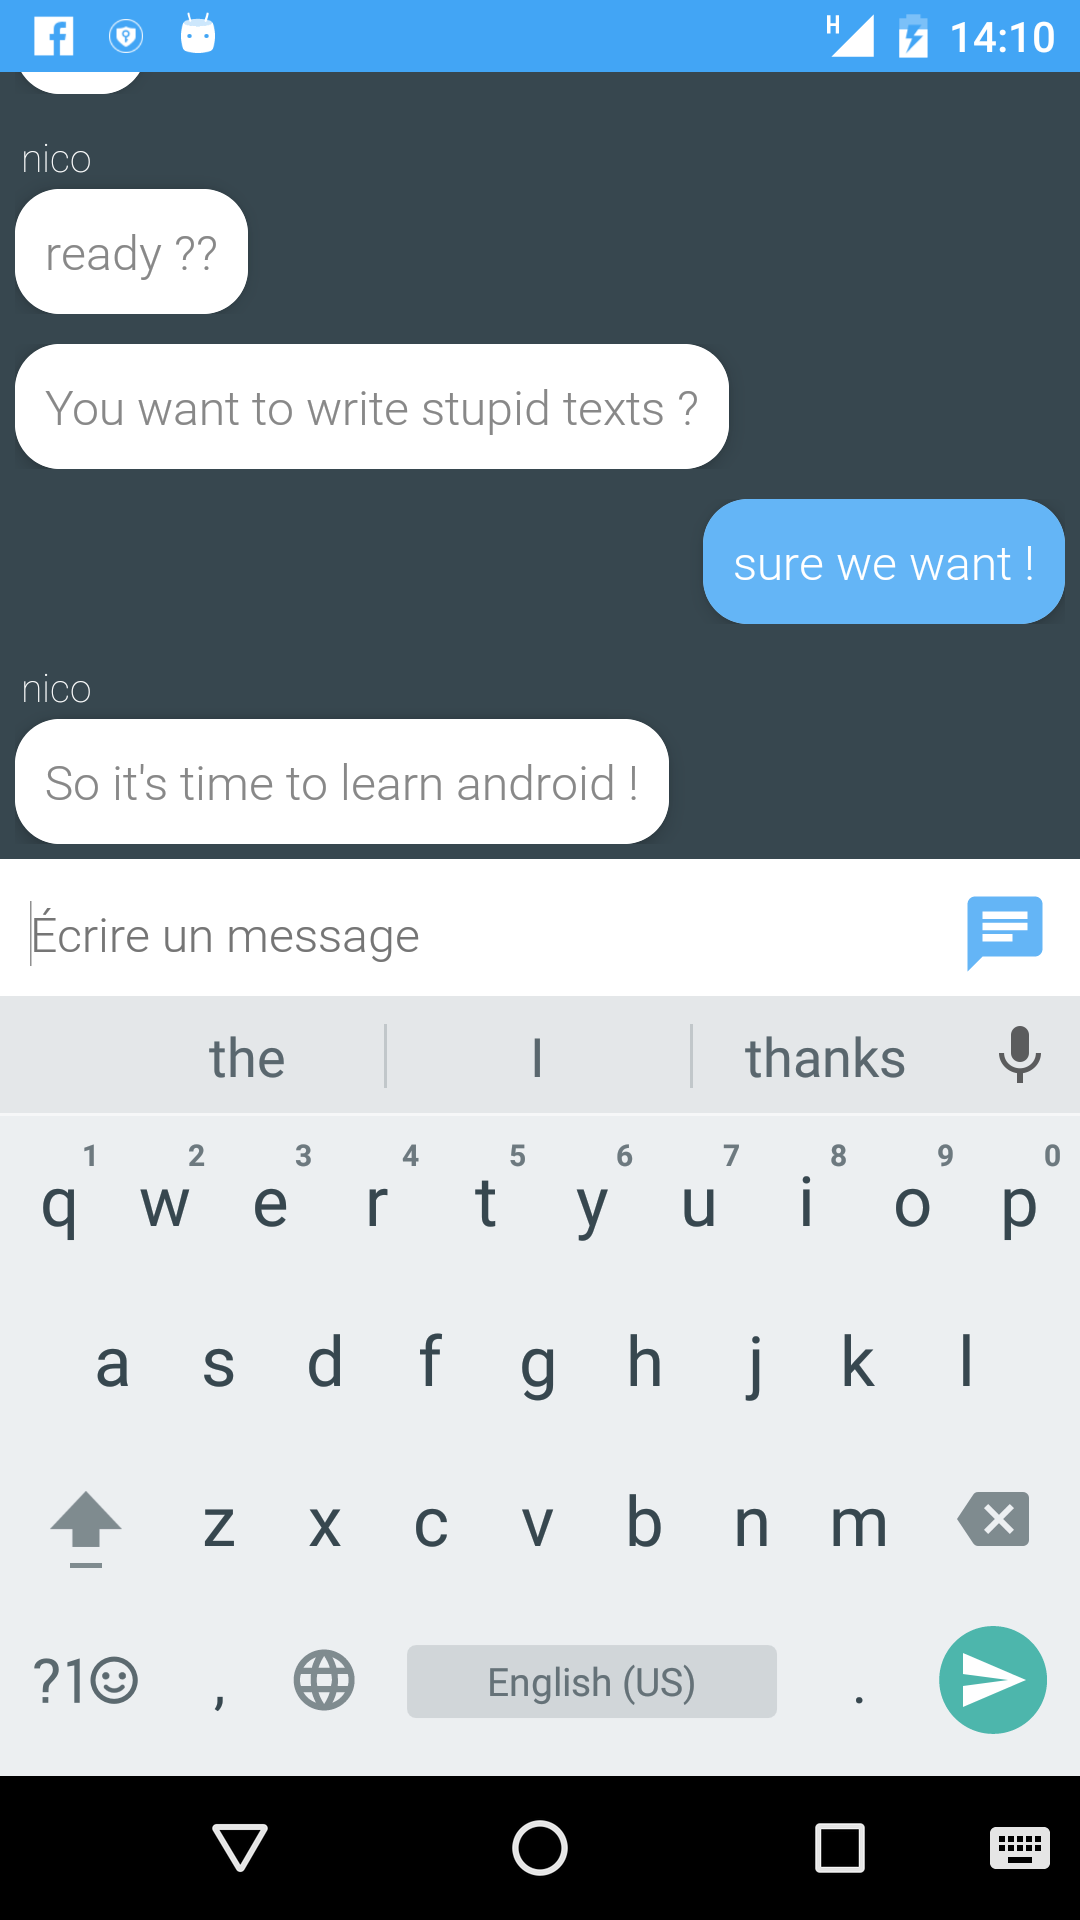 H 14:10
nico
ready ??
You want to write stupid texts ?
sure we want !
nico
So it's time to learn android !
Écrire un message
the I thanks
1 2 3 4 5 6 7 8 9 0
q w e r t y u i o p
a s d f g h j k l
z x c v b n m
?1☺ , English (US) .